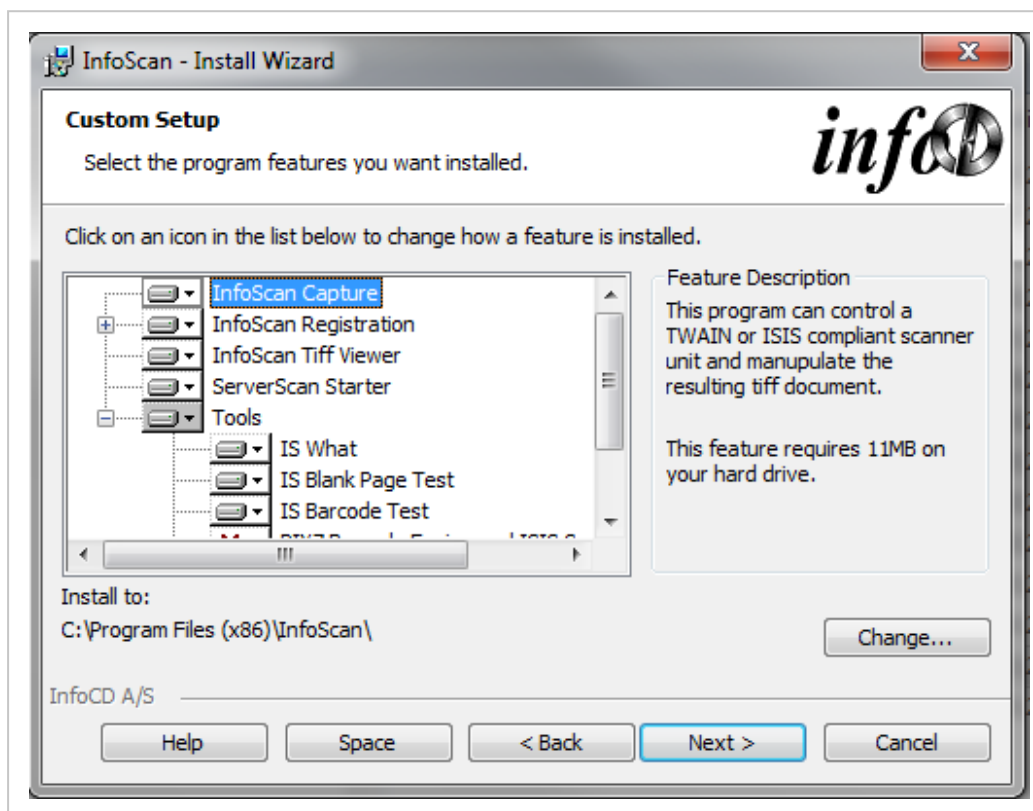 InfoScan - Install Wizard
Custom Setup
Select the program features you want installed.
infoCD
Click on an icon in the list below to change how a feature is installed.
InfoScan Capture
InfoScan Registration
InfoScan Tiff Viewer
ServerScan Starter
Tools
IS What
IS Blank Page Test
IS Barcode Test
Feature Description
This program can control a
TWAIN or ISIS compliant scanner
unit and manupulate the
resulting tiff document.
This feature requires 11MB on
your hard drive.
Install to:
C:\Program Files (x86)\InfoScan\
Change...
InfoCD A/S
Help
Space
< Back
Next >
Cancel